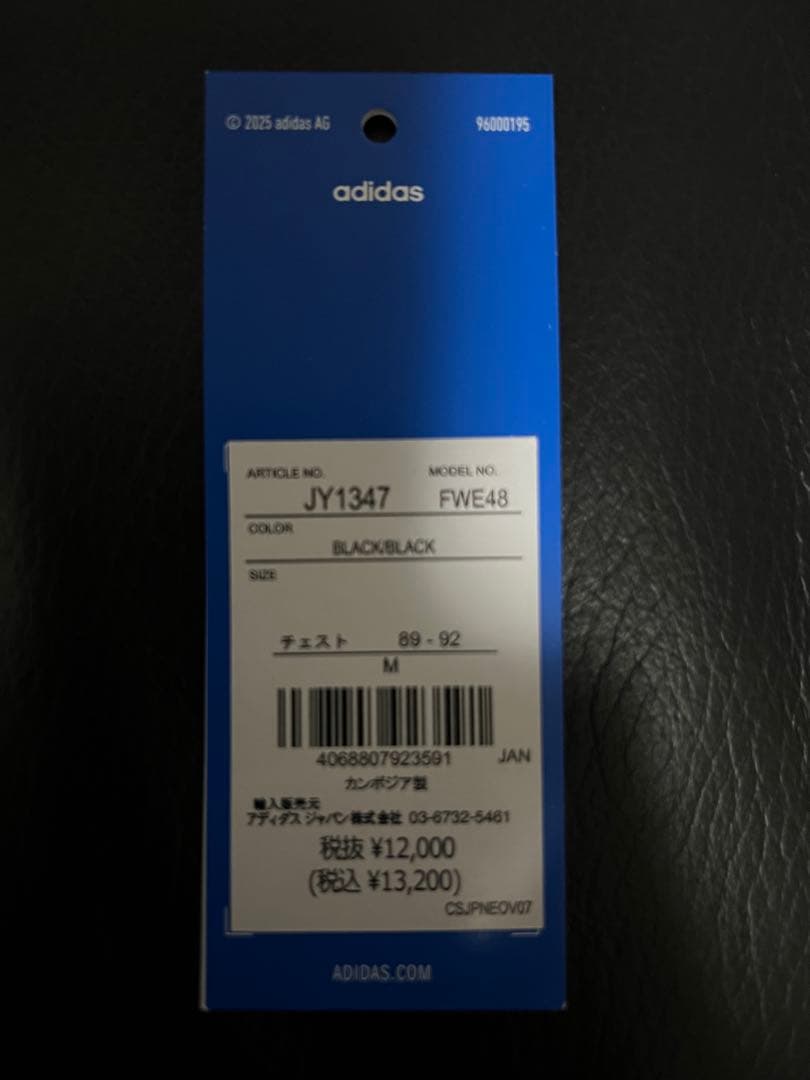 © 2025 adidas AG 96000195
adidas
ARTICLE NO. MODEL NO.
JY1347 FWE48
COLOR
BLACK/BLACK
SIZE
チェスト 89 - 92
M
4068807923591 JAN
カンボジア製
輸入販売元
アディダス ジャパン株式会社 03-6732-5461
税抜 ¥12,000
(税込 ¥13,200)
CSJPNEOV07
ADIDAS.COM